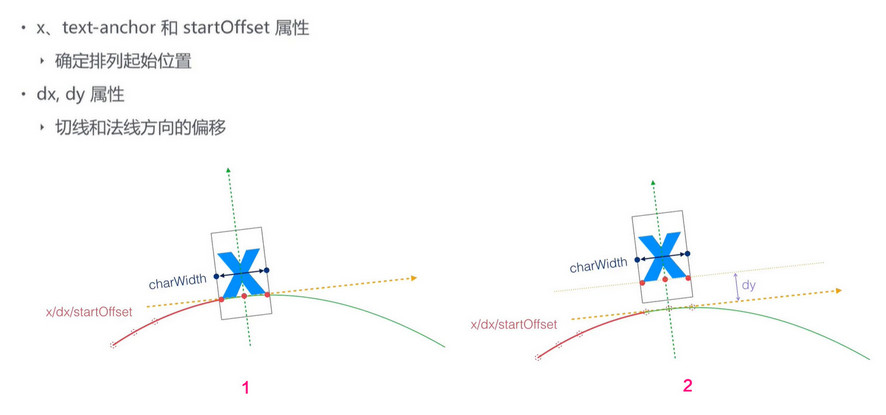 • x、text-anchor 和 startOffset 属性
‣ 确定排列起始位置
• dx, dy 属性
‣ 切线和法线方向的偏移
X
charWidth
x/dx/startOffset
1
X
charWidth
dy
x/dx/startOffset
2